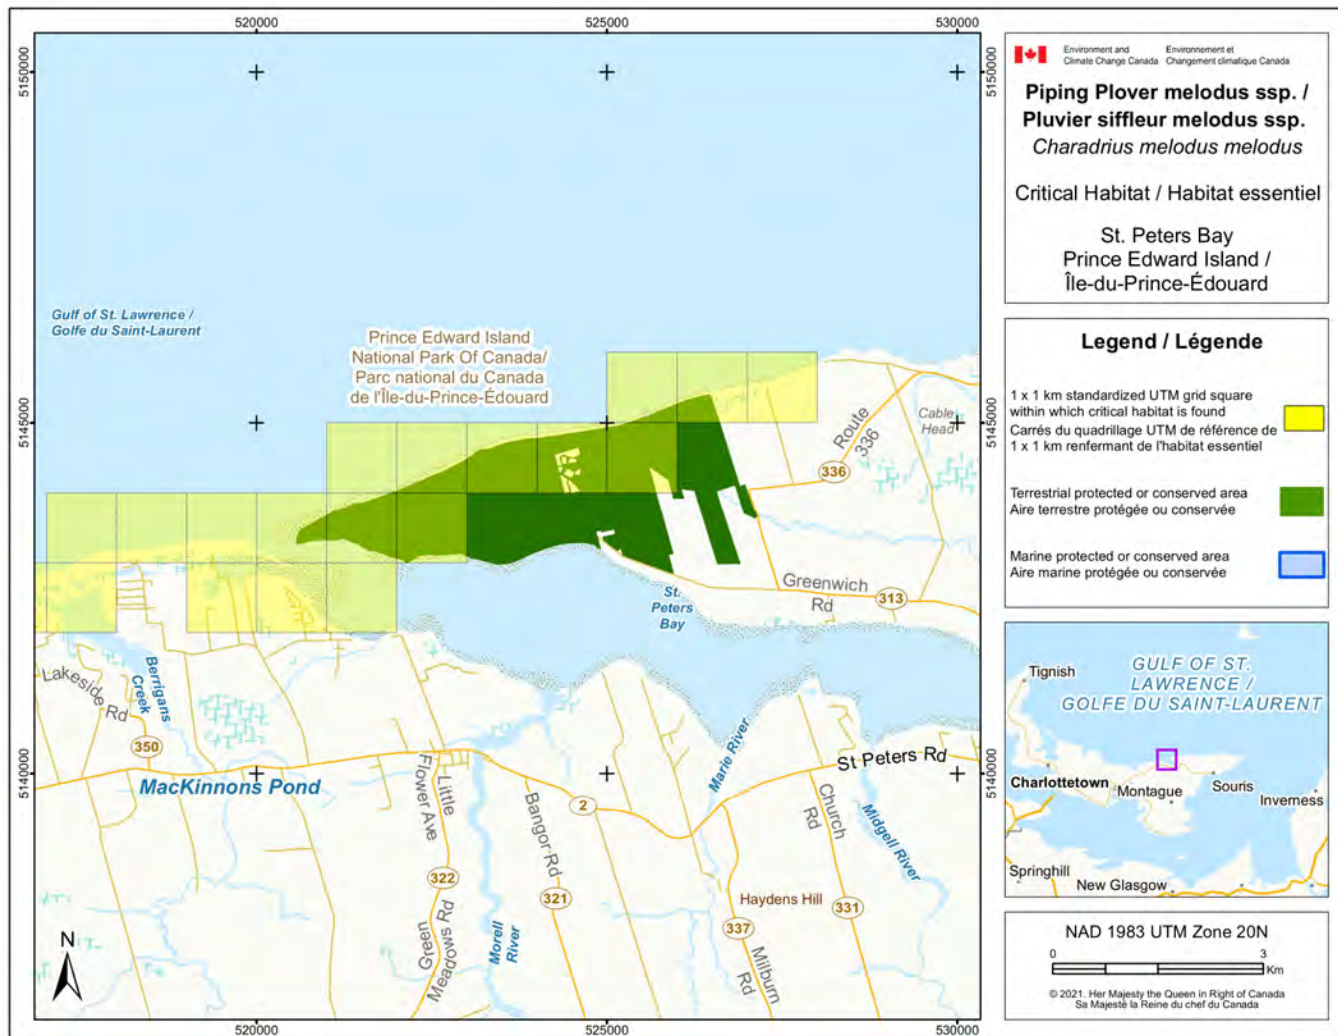 520000
525000
530000
5150000
5150000
5145000
5145000
5140000
5140000
520000
525000
530000
Gulf of St. Lawrence /
Golfe du Saint-Laurent
Prince Edward Island
National Park Of Canada/
Parc national du Canada
de l'Île-du-Prince-Édouard
Route
336
336
Cable
Head
Greenwich
Rd
313
St.
Peters
Bay
Lakeside Rd
Berrigans
Creek
350
MacKinnons Pond
Little
Flower Ave
322
Green
Meadows Rd
Morell
River
Bangor Rd
321
2
Marie River
St Peters Rd
Church
Rd
Midgell River
Haydens Hill
331
337
Milburn
Rd
N
Environment and
Climate Change Canada
Environnement et
Changement climatique Canada
Piping Plover melodus ssp. /
Pluvier siffleur melodus ssp.
Charadrius melodus melodus
Critical Habitat / Habitat essentiel
St. Peters Bay
Prince Edward Island /
Île-du-Prince-Édouard
Legend / Légende
1 x 1 km standardized UTM grid square
within which critical habitat is found
Carrés du quadrillage UTM de référence de
1 x 1 km renfermant de l'habitat essentiel
Terrestrial protected or conserved area
Aire terrestre protégée ou conservée
Marine protected or conserved area
Aire marine protégée ou conservée
Tignish
GULF OF ST.
LAWRENCE /
GOLFE DU SAINT-LAURENT
Charlottetown
Montague
Souris
Inverness
Springhill
New Glasgow
NAD 1983 UTM Zone 20N
0
3
Km
© 2021. Her Majesty the Queen in Right of Canada
Sa Majesté la Reine du chef du Canada